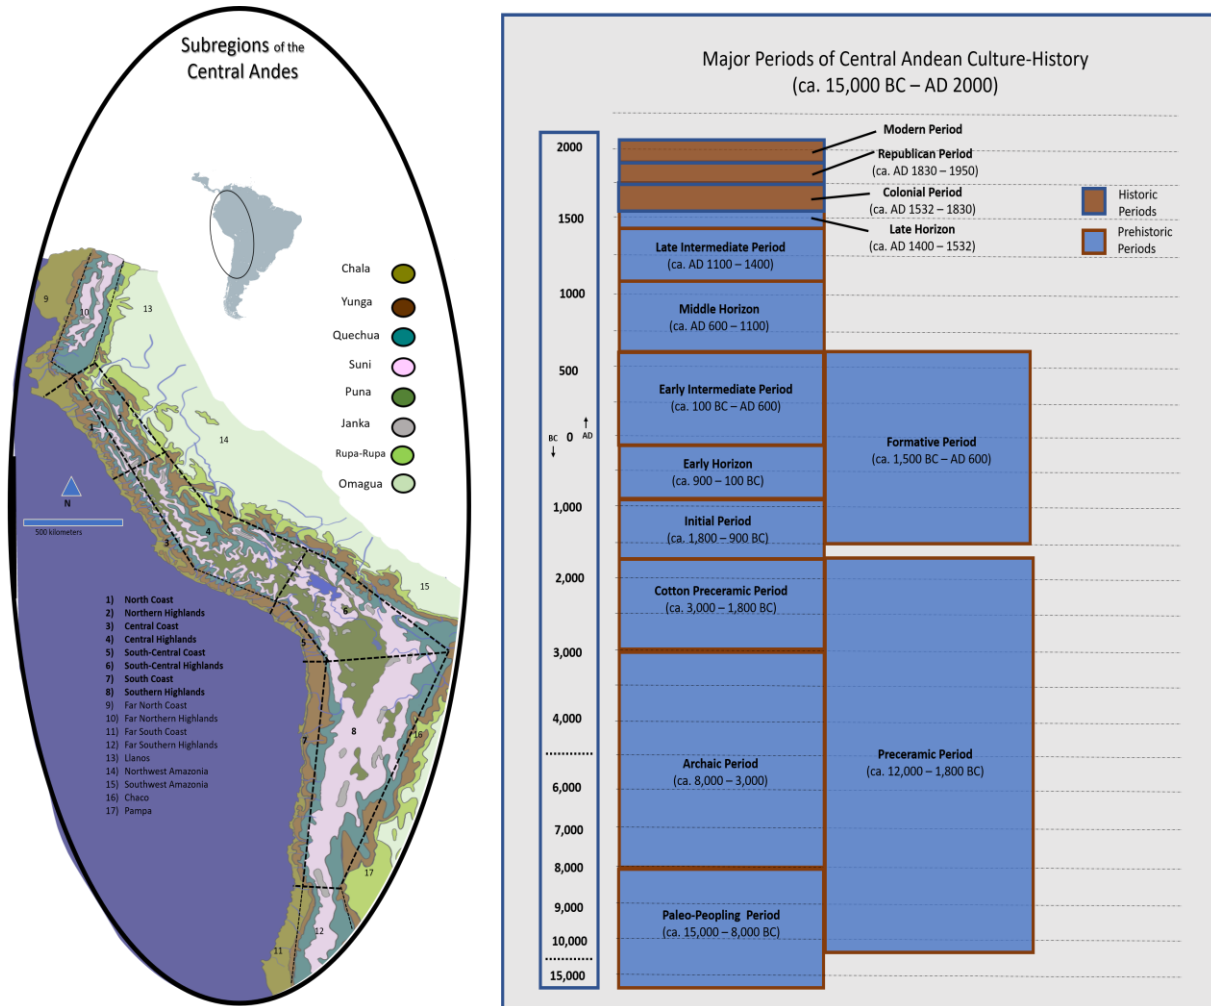 Subregions of the
Central Andes
Chala
Yunga
Quechua
Suni
Puna
Janka
Rupa-Rupa
Omagua
9
10
13
14
1
2
N
500 kilometers
3
4
15
6
5
7
8
16
17
11
12
1) North Coast
2) Northern Highlands
3) Central Coast
4) Central Highlands
5) South-Central Coast
6) South-Central Highlands
7) South Coast
8) Southern Highlands
9) Far North Coast
10) Far Northern Highlands
11) Far South Coast
12) Far Southern Highlands
13) Llanos
14) Northwest Amazonia
15) Southwest Amazonia
16) Chaco
17) Pampa
Major Periods of Central Andean Culture-History
(ca. 15,000 BC – AD 2000)
2000
1500
1000
500
BC 0 AD
1,000
2,000
3,000
4,000
6,000
7,000
8,000
9,000
10,000
15,000
Modern Period
Republican Period
(ca. AD 1830 – 1950)
Colonial Period
(ca. AD 1532 – 1830)
Late Horizon
(ca. AD 1400 – 1532)
Historic
Periods
Prehistoric
Periods
Late Intermediate Period
(ca. AD 1100 – 1400)
Middle Horizon
(ca. AD 600 – 1100)
Early Intermediate Period
(ca. 100 BC – AD 600)
Early Horizon
(ca. 900 - 100 BC)
Initial Period
(ca. 1,800 – 900 BC)
Cotton Preceramic Period
(ca. 3,000 – 1,800 BC)
Archaic Period
(ca. 8,000 – 3,000)
Paleo-Peopling Period
(ca. 15,000 – 8,000 BC)
Formative Period
(ca. 1,500 BC – AD 600)
Preceramic Period
(ca. 12,000 – 1,800 BC)